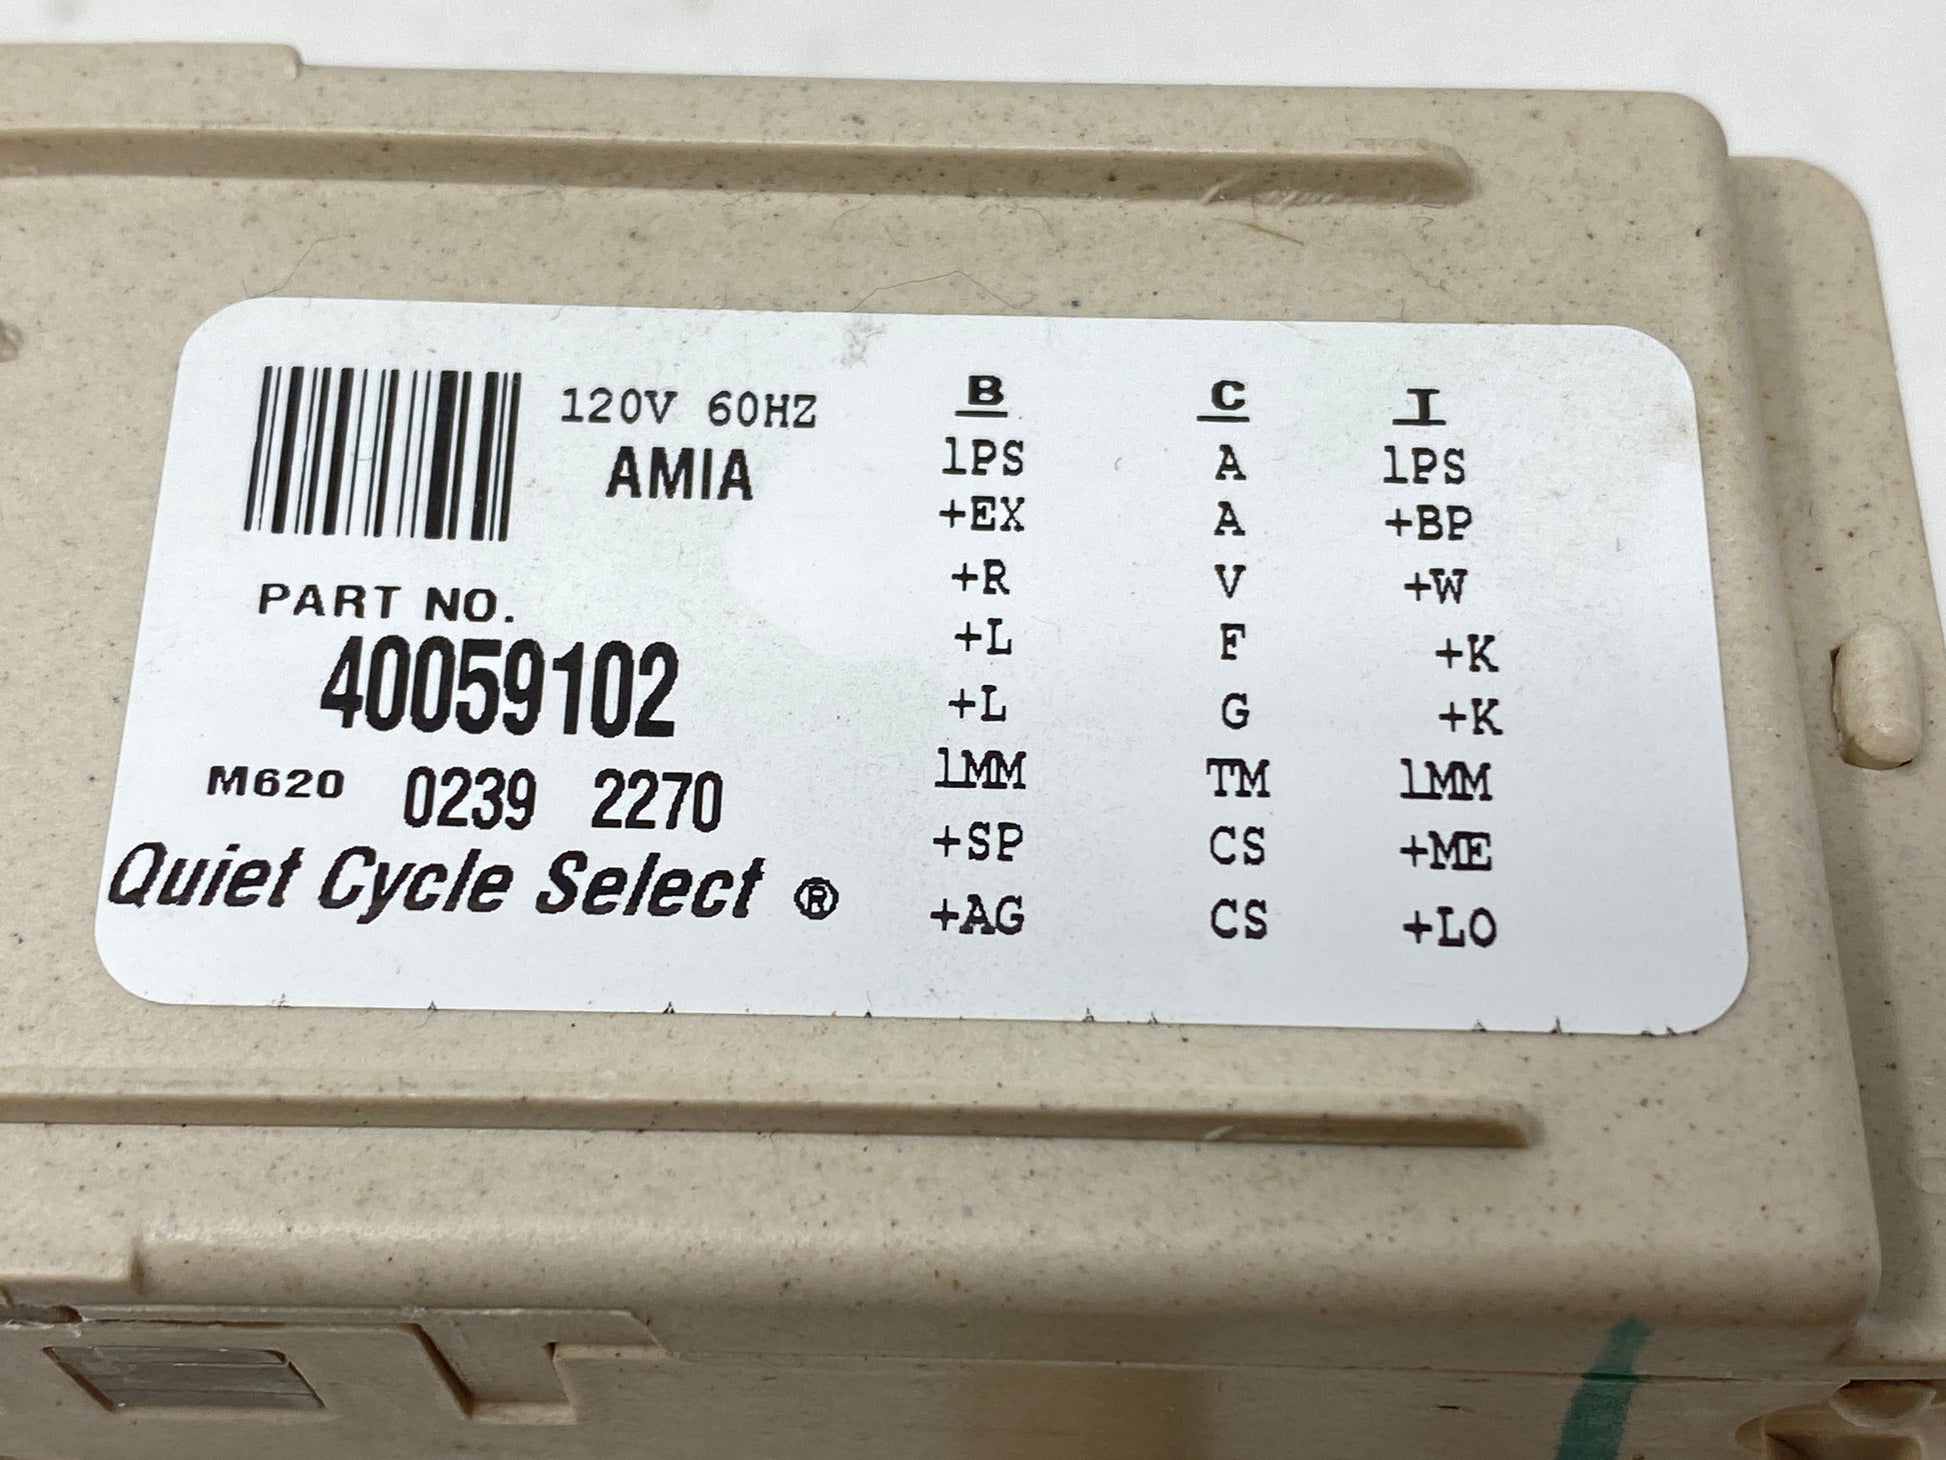 120V 60HZ
AMIA
PART NO.
40059102
M620 0239 2270
Quiet Cycle Select ®
B C I
1PS A 1PS
+EX A +BP
+R V +W
+L F +K
+L G +K
1MM TM 1MM
+SP CS +ME
+AG CS +LO